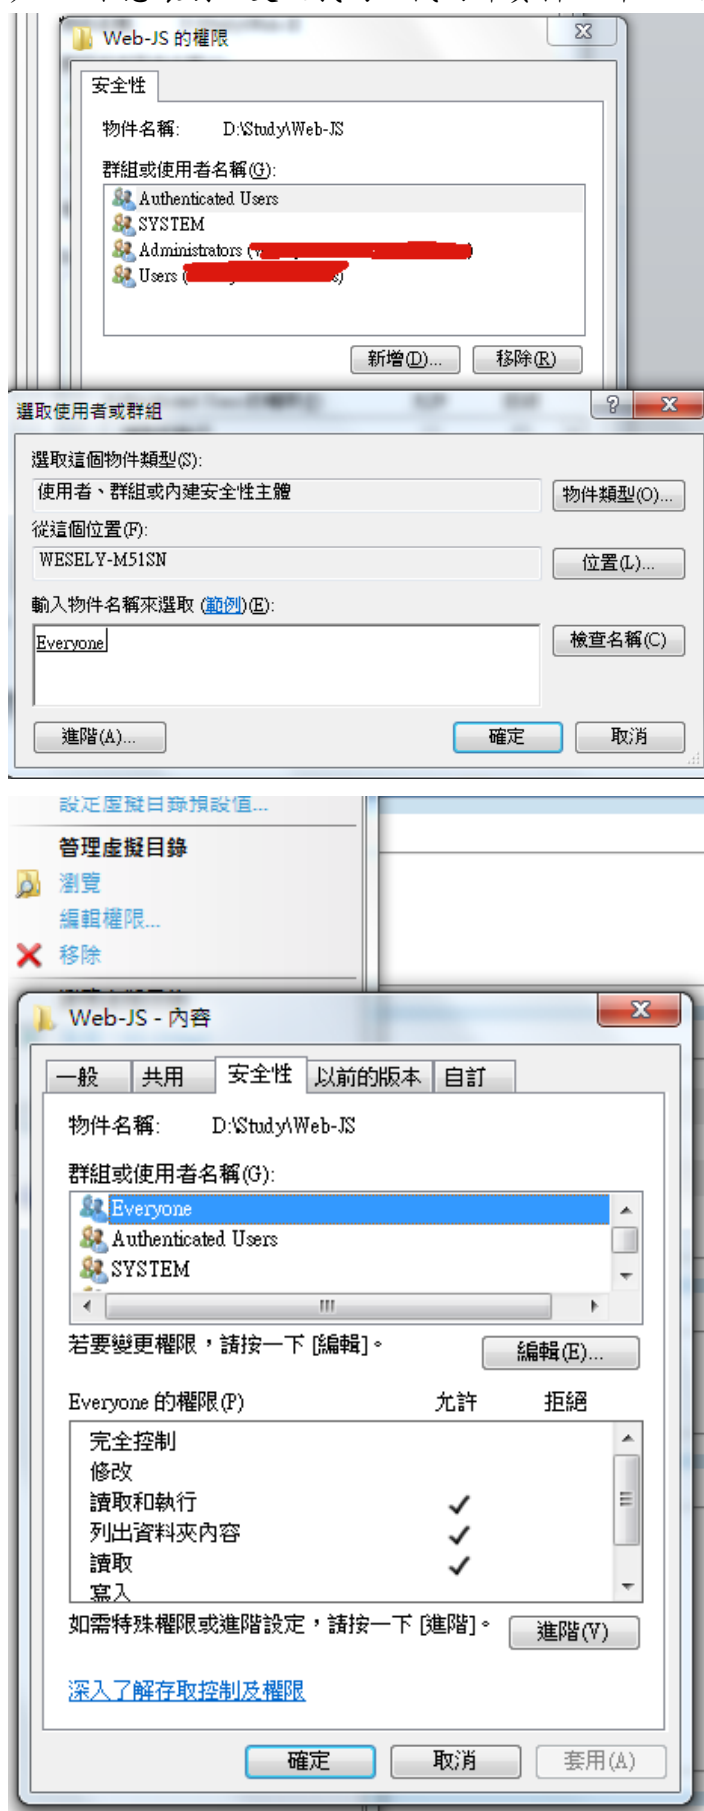 Web-JS 的權限
安全性
物件名稱: D:\Study\Web-JS
群組或使用者名稱(G):
Authenticated Users
SYSTEM
Administrators (
Users (
新增(D)... 移除(R)
選取使用者或群組
選取這個物件類型(S):
使用者、群組或內建安全性主體 物件類型(O)...
從這個位置(F):
WESELY-M51SN 位置(L)...
輸入物件名稱來選取 (範例)(E):
Everyone 檢查名稱(C)
進階(A)... 確定 取消
設定虛擬目錄預設值...
管理虛擬目錄
瀏覽
編輯權限...
移除
Web-JS - 內容
一般 共用 安全性 以前的版本 自訂
物件名稱: D:\Study\Web-JS
群組或使用者名稱(G):
Everyone
Authenticated Users
SYSTEM
若要變更權限，請按一下 [編輯]。 編輯(E)...
Everyone 的權限(P) 允許 拒絕
完全控制
修改
讀取和執行
列出資料夾內容
讀取
寫入
如需特殊權限或進階設定，請按一下 [進階]。 進階(V)
深入了解存取控制及權限
確定 取消 套用(A)